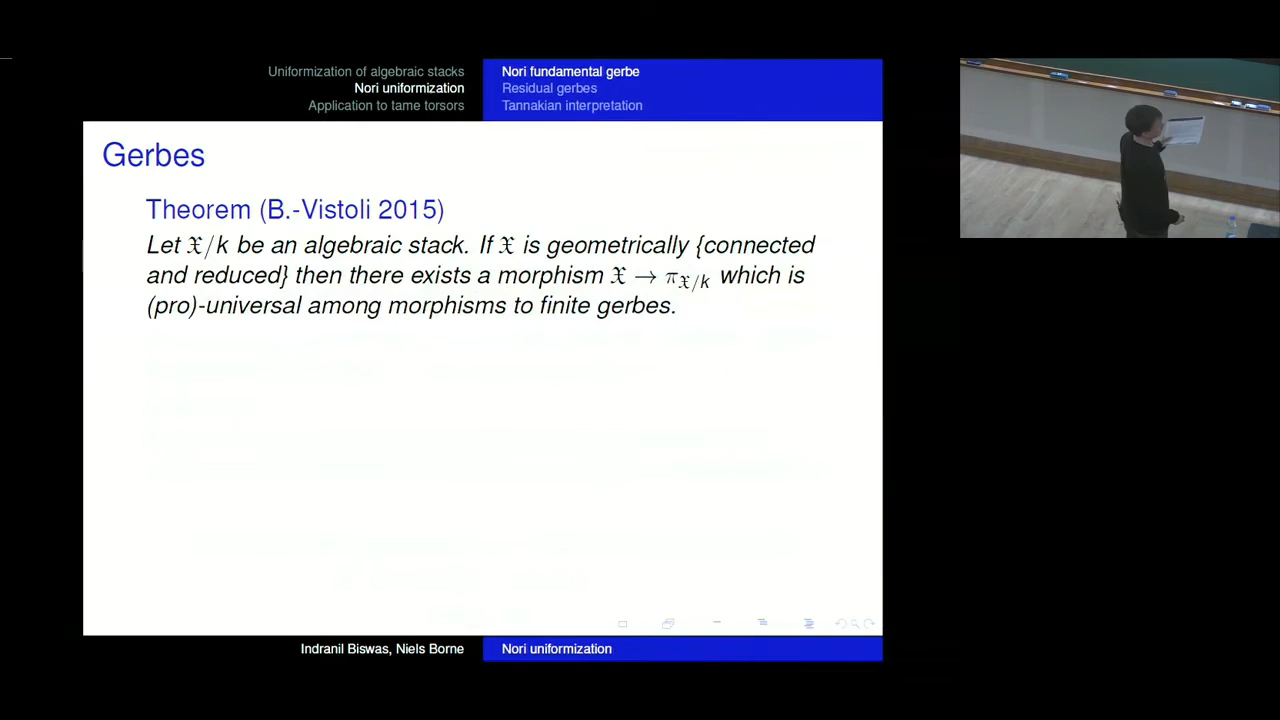 Uniformization of algebraic stacks
Nori uniformization
Application to tame torsors
Nori fundamental gerbe
Residual gerbes
Tannakian interpretation
Gerbes
Theorem (B.-Vistoli 2015)
Let 𝔛/k be an algebraic stack. If 𝔛 is geometrically {connected
and reduced} then there exists a morphism 𝔛 → π𝔛/k which is
(pro)-universal among morphisms to finite gerbes.
Indranil Biswas, Niels Borne
Nori uniformization